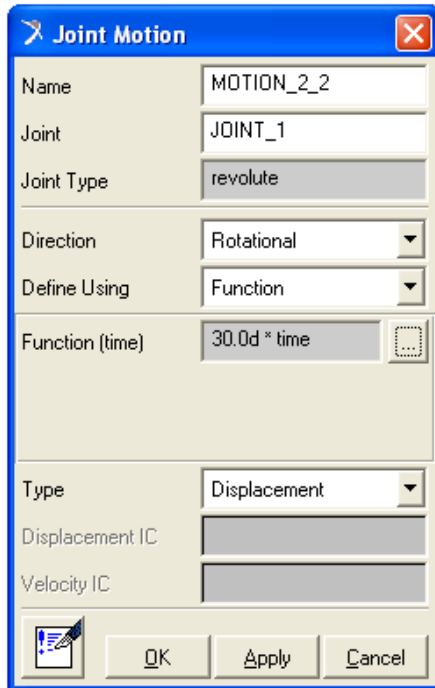 Joint Motion
Name MOTION_2_2
Joint JOINT_1
Joint Type revolute
Direction Rotational
Define Using Function
Function (time) 30.0d * time ...
Type Displacement
Displacement IC
Velocity IC
OK Apply Cancel